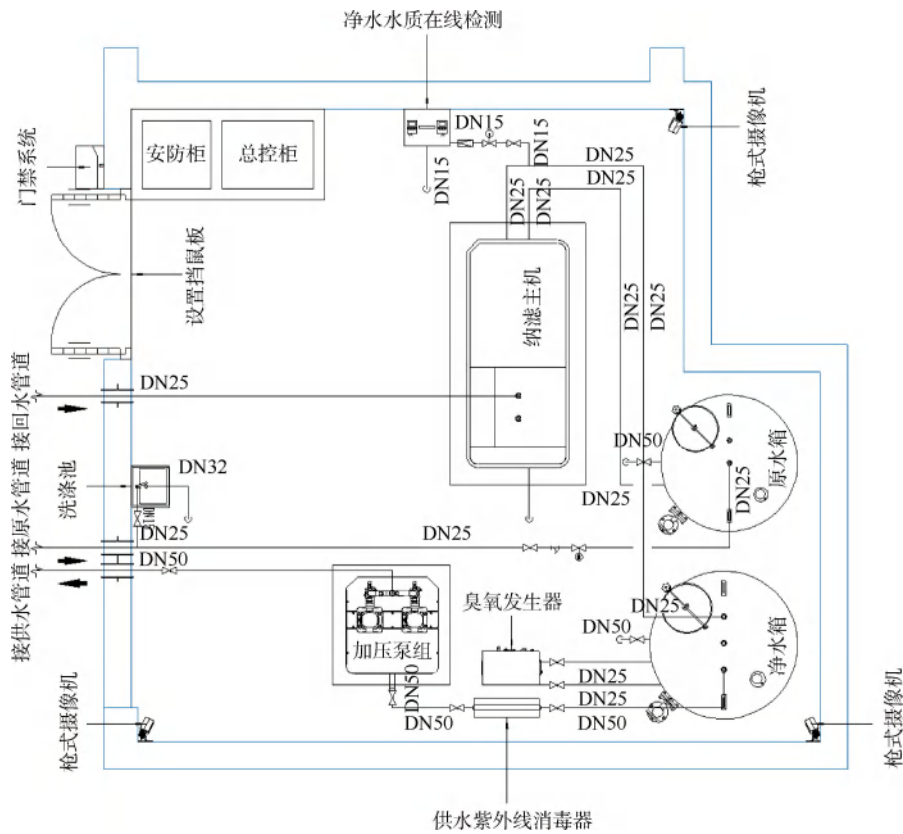 净水水质在线检测
门禁系统
安防柜
总控柜
DN15
DN15
DN15
DN25
DN25
枪式摄像机
DN25
DN25
设置挡鼠板
纳滤主机
DN25
DN25
接回水管道
DN25
洗涤池
DN32
DN50
原水箱
DN25
DN25
接原水管道
DN25
DN25
DN50
接供水管道
臭氧发生器
DN25
DN50
净水箱
加压泵组
DN50
DN25
DN25
DN50
DN50
枪式摄像机
枪式摄像机
供水紫外线消毒器